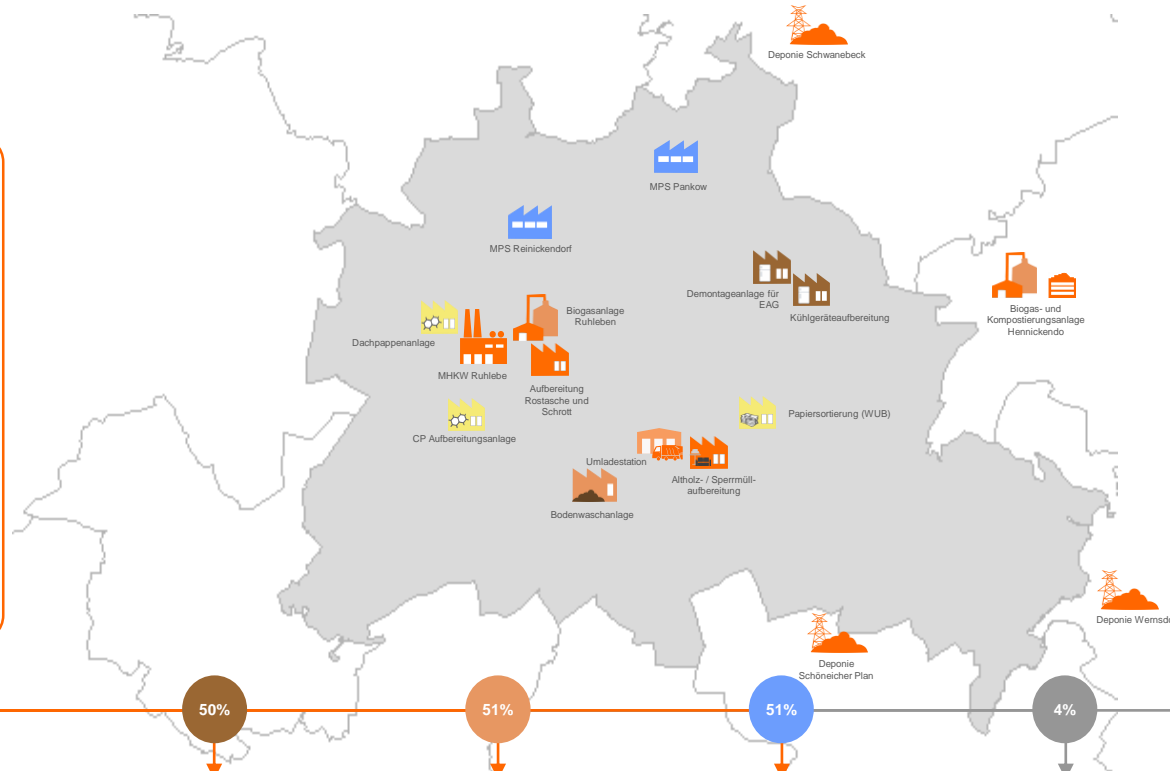 Deponie Schwanebeck
MPS Pankow
MPS Reinickendorf
Demontageanlage für
EAG
Kühlgeräteaufbereitung
Biogas- und
Kompostierungsanlage
Hennickendo
Biogasanlage
Ruhleben
Dachpappenanlage
MHKW Ruhlebe
Aufbereitung
Rostasche und
Schrott
CP Aufbereitungsanlage
Papiersortierung (WUB)
Umladestation
Altholz- / Sperrmüll-
aufbereitung
Bodenwaschanlage
Deponie Wernsdo
Deponie
Schöneicher Plan
50%
51%
51%
4%